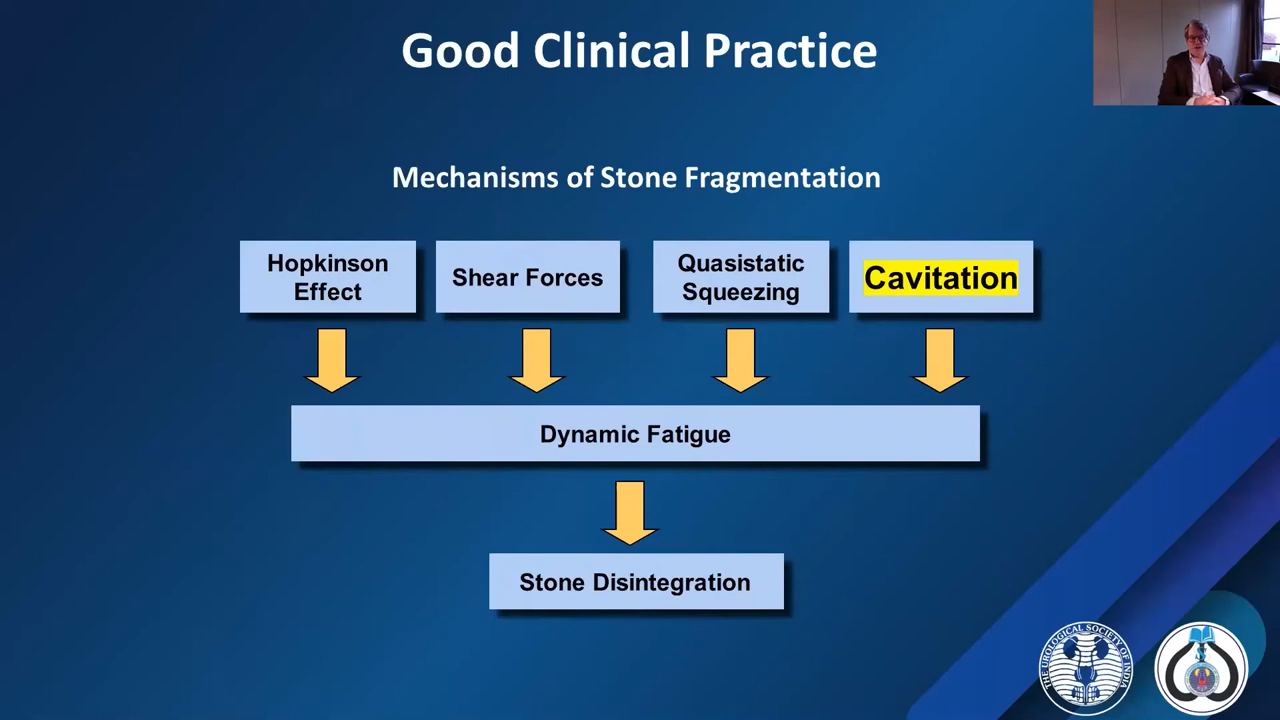 Good Clinical Practice
Mechanisms of Stone Fragmentation
Hopkinson
Effect
Shear Forces
Quasistatic
Squeezing
Cavitation
Dynamic Fatigue
Stone Disintegration
THE UROLOGICAL SOCIETY OF INDIA